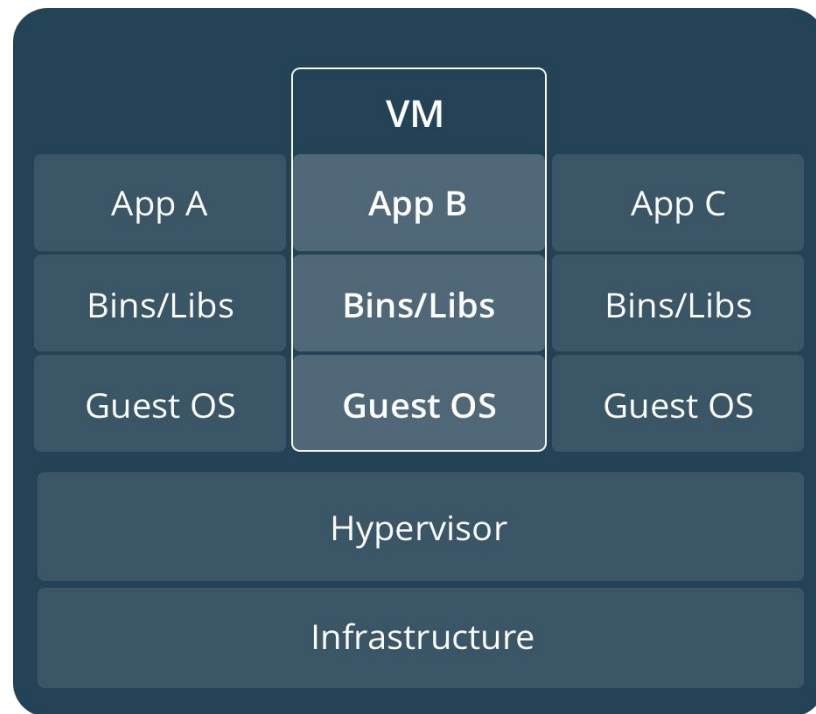 VM
App A
App B
App C
Bins/Libs
Bins/Libs
Bins/Libs
Guest OS
Guest OS
Guest OS
Hypervisor
Infrastructure